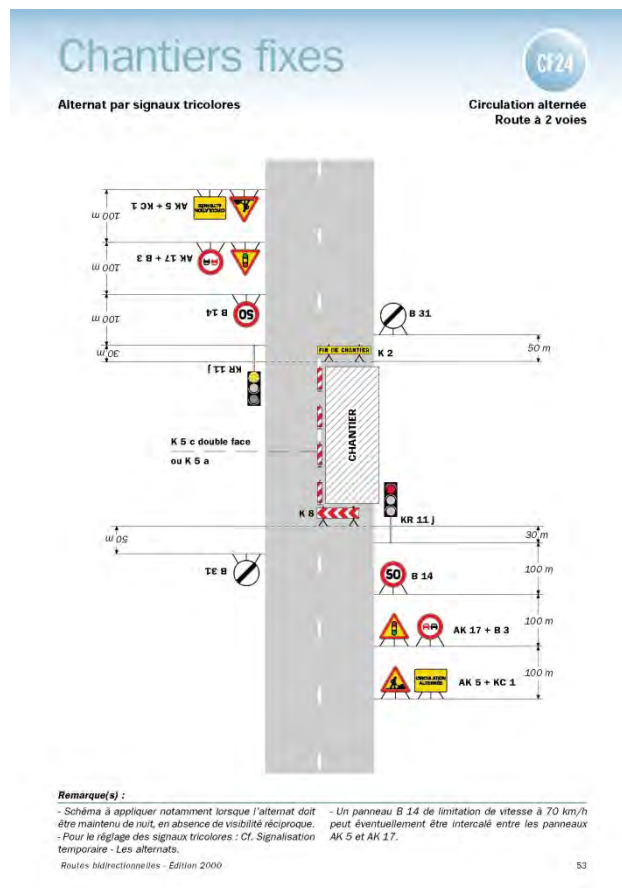 Chantiers fixes
CF24
Alternat par signaux tricolores
Circulation alternée
Route à 2 voies
100 m
AK 5 + KC 1
CIRCULATION
ALTERNÉE
100 m
AK 17 + B 3
100 m
B 14
50
30 m
KR 11 j
B 31
50 m
FIN DE CHANTIER
K 2
CHANTIER
K 5 c double face
ou K 5 a
K 8
KR 11 j
30 m
50 m
B 31
50
B 14
100 m
AK 17 + B 3
100 m
CIRCULATION
ALTERNÉE
AK 5 + KC 1
100 m
Remarque(s) :
- Schéma à appliquer notamment lorsque l'alternat doit
être maintenu de nuit, en absence de visibilité réciproque.
- Pour le réglage des signaux tricolores : Cf. Signalisation
temporaire - Les alternats.
- Un panneau B 14 de limitation de vitesse à 70 km/h
peut éventuellement être intercalé entre les panneaux
AK 5 et AK 17.
Routes bidirectionnelles - Édition 2000
53